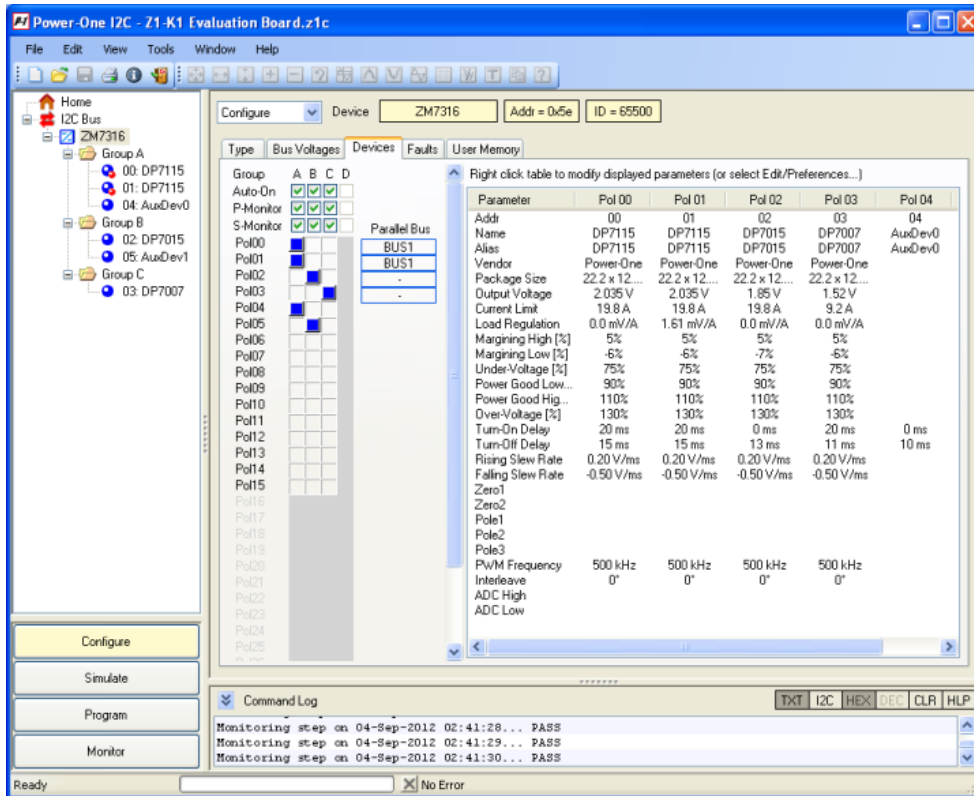 Power-One I2C - Z1-K1 Evaluation Board.z1c
File Edit View Tools Window Help
Home
I2C Bus
ZM7316
Group A
00: DP7115
01: DP7115
04: AuxDev0
Group B
02: DP7015
05: AuxDev1
Group C
03: DP7007
Configure
Simulate
Program
Monitor
Configure Device ZM7316 Addr = 0x5e ID = 65500
Type Bus Voltages Devices Faults User Memory
Group A B C D
Auto-On
P-Monitor
S-Monitor Parallel Bus
Pol00 BUS1
Pol01 BUS1
Pol02 -
Pol03 -
Pol04
Pol05
Pol06
Pol07
Pol08
Pol09
Pol10
Pol11
Pol12
Pol13
Pol14
Pol15
Pol16
Pol17
Pol18
Pol19
Pol20
Pol21
Pol22
Pol23
Pol24
Pol25
Right click table to modify displayed parameters (or select Edit/Preferences...)
Parameter Pol 00 Pol 01 Pol 02 Pol 03 Pol 04
Addr 00 01 02 03 04
Name DP7115 DP7115 DP7015 DP7007 AuxDev0
Alias DP7115 DP7115 DP7015 DP7007 AuxDev0
Vendor Power-One Power-One Power-One Power-One
Package Size 22.2 x 12.... 22.2 x 12.... 22.2 x 12.... 22.2 x 12....
Output Voltage 2.035 V 2.035 V 1.85 V 1.52 V
Current Limit 19.8 A 19.8 A 19.8 A 9.2 A
Load Regulation 0.0 mV/A 1.61 mV/A 0.0 mV/A 0.0 mV/A
Margining High [%] 5% 5% 5% 5%
Margining Low [%] -6% -6% -7% -6%
Under-Voltage [%] 75% 75% 75% 75%
Power Good Low... 90% 90% 90% 90%
Power Good Hig... 110% 110% 110% 110%
Over-Voltage [%] 130% 130% 130% 130%
Turn-On Delay 20 ms 20 ms 0 ms 20 ms 0 ms
Turn-Off Delay 15 ms 15 ms 13 ms 11 ms 10 ms
Rising Slew Rate 0.20 V/ms 0.20 V/ms 0.20 V/ms 0.20 V/ms
Falling Slew Rate -0.50 V/ms -0.50 V/ms -0.50 V/ms -0.50 V/ms
Zero1
Zero2
Pole1
Pole2
Pole3
PWM Frequency 500 kHz 500 kHz 500 kHz 500 kHz
Interleave 0° 0° 0° 0°
ADC High
ADC Low
Command Log TXT I2C HEX DEC CLR HLP
Monitoring step on 04-Sep-2012 02:41:28... PASS
Monitoring step on 04-Sep-2012 02:41:29... PASS
Monitoring step on 04-Sep-2012 02:41:30... PASS
Ready No Error